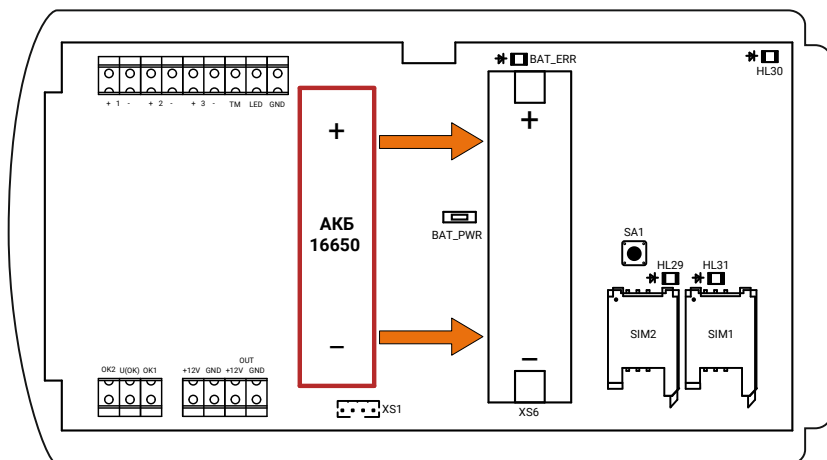 BAT_ERR
HL30
+ 1 - + 2 - + 3 - TM LED GND
+
+
АКБ
16650
BAT_PWR
SA1
HL29
HL31
SIM2
SIM1
-
-
OUT
OK2 U(OK) OK1
+12V GND +12V GND
XS1
XS6